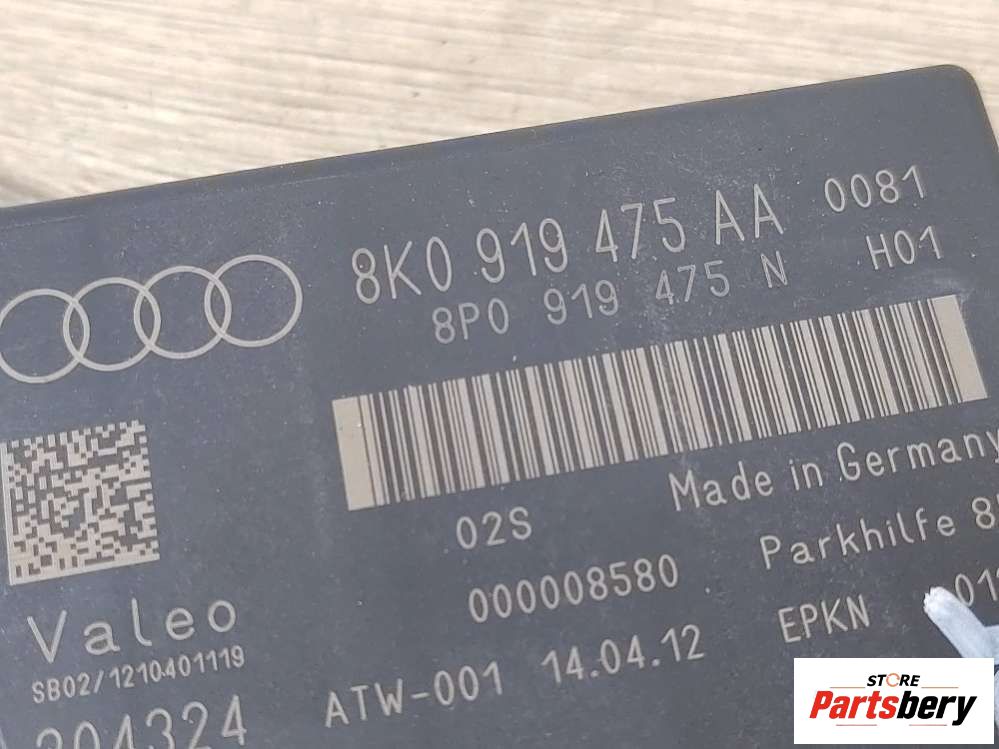 8K0 919 475 AA 0081
8P0 919 475 N H01
Made in Germany
02S
Parkhilfe
000008580
Valeo
EPKN
SB02/1210401119
ATW-001 14.04.12
204324
STORE
Partsbery